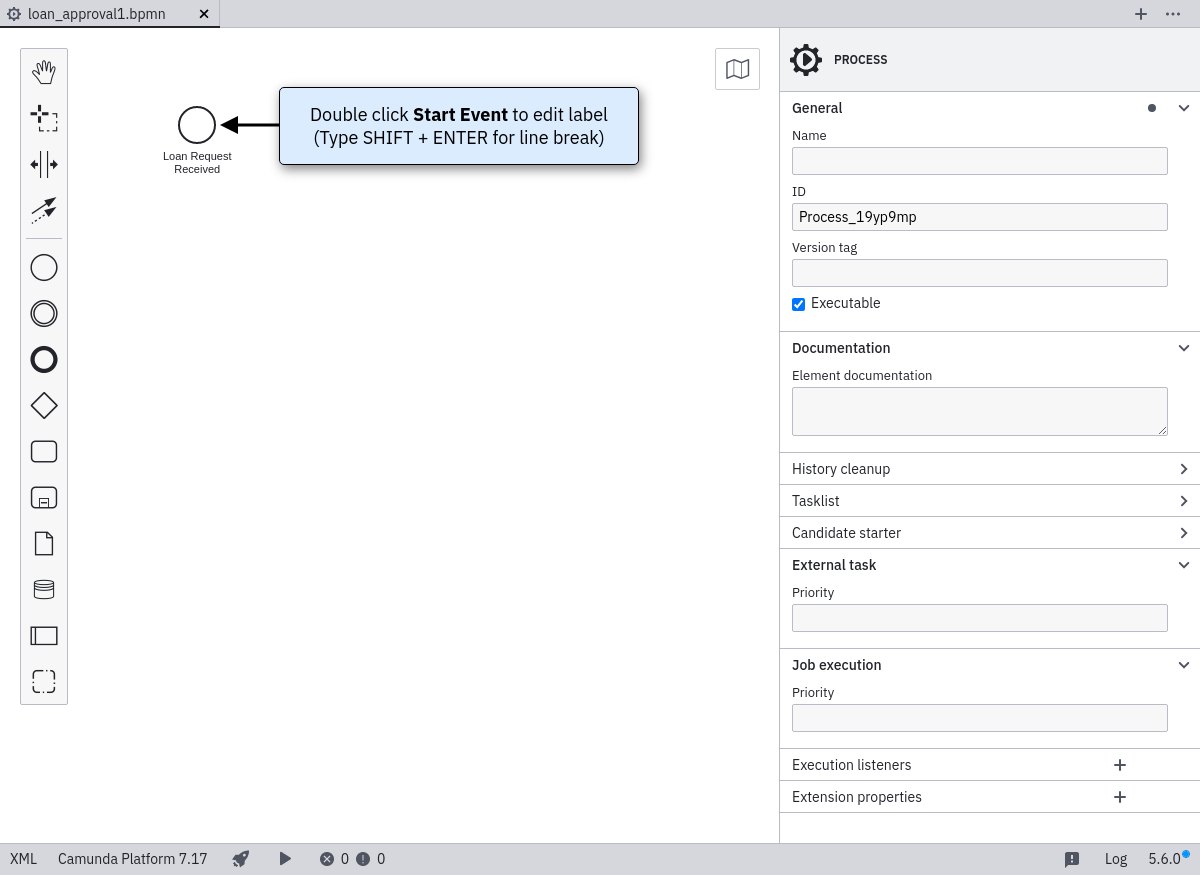 loan_approval1.bpmn
PROCESS
General
Name
ID
Process_19yp9mp
Version tag
Executable
Documentation
Element documentation
History cleanup
Tasklist
Candidate starter
External task
Priority
Job execution
Priority
Execution listeners
Extension properties
Double click Start Event to edit label
(Type SHIFT + ENTER for line break)
Loan Request
Received
XML Camunda Platform 7.17 0 0 Log 5.6.0